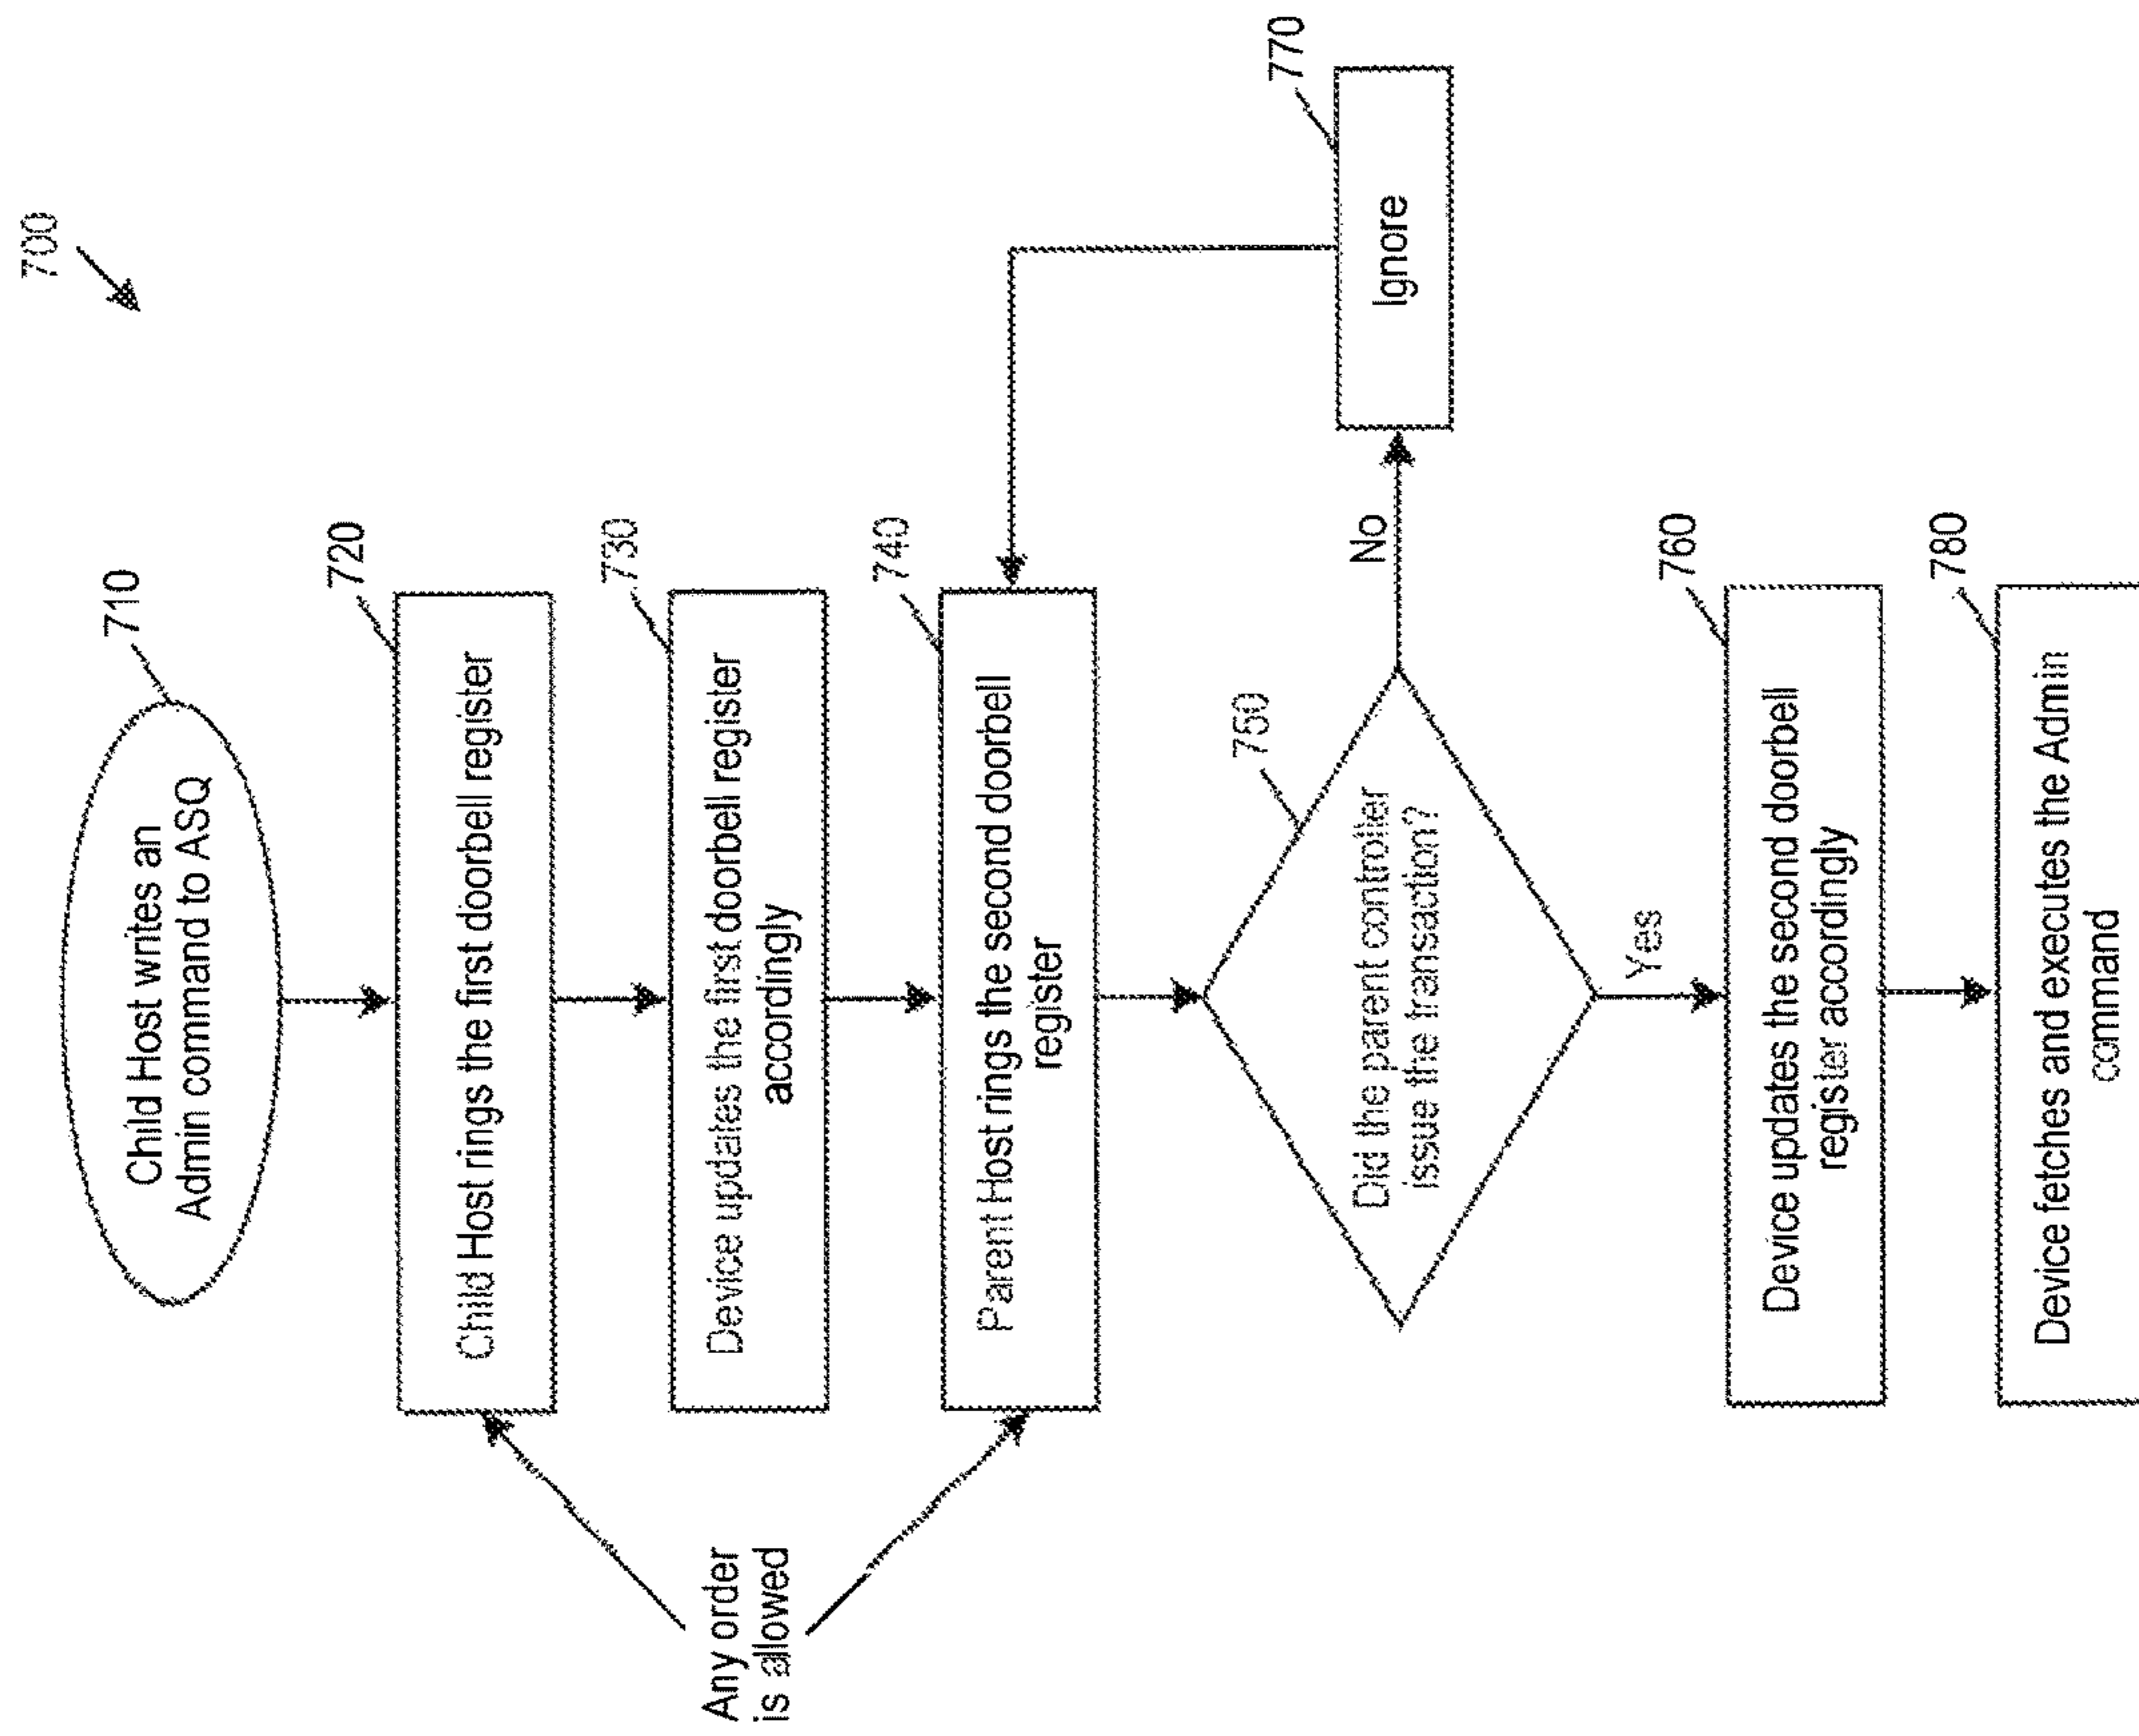 700
710
Child Host writes an
Admin command to ASQ
720
Child Host rings the first doorbell register
730
Device updates the first doorbell register
accordingly
Any order
is allowed
740
Parent Host rings the second doorbell
register
750
Did the parent controller
issue the transaction?
No
770
Ignore
Yes
760
Device updates the second doorbell
register accordingly
780
Device fetches and executes the Admin
command